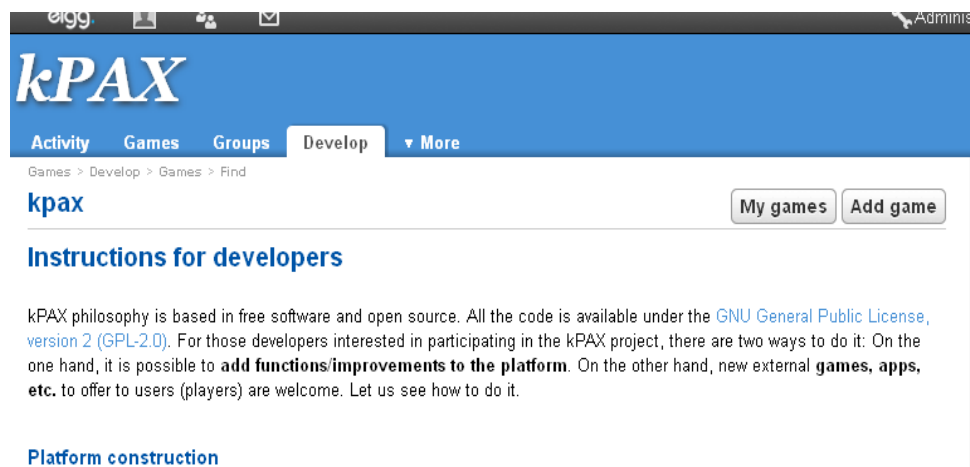 elgg.
Adminis
kPAX
Activity Games Groups Develop ▼ More
Games > Develop > Games > Find
kpax
My games Add game
Instructions for developers
kPAX philosophy is based in free software and open source. All the code is available under the GNU General Public License,
version 2 (GPL-2.0). For those developers interested in participating in the kPAX project, there are two ways to do it: On the
one hand, it is possible to add functions/improvements to the platform. On the other hand, new external games, apps,
etc. to offer to users (players) are welcome. Let us see how to do it.
Platform construction